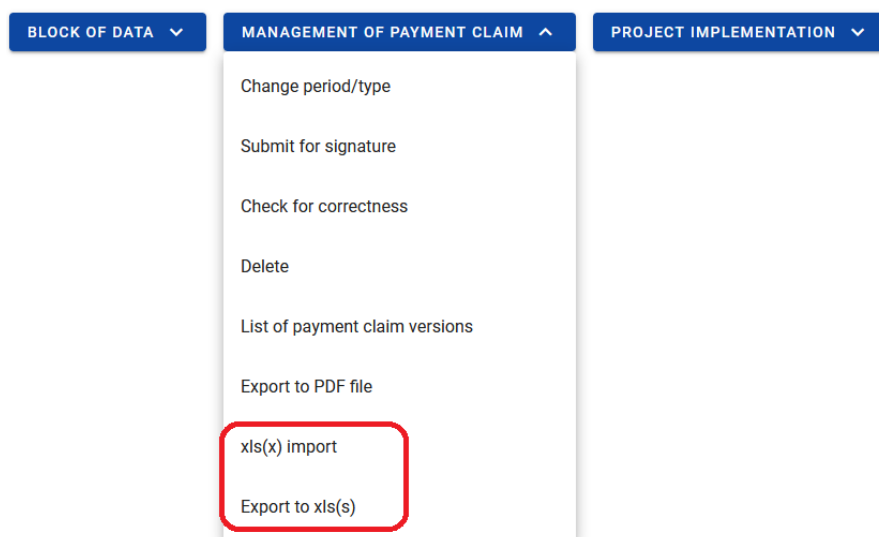 BLOCK OF DATA
MANAGEMENT OF PAYMENT CLAIM
PROJECT IMPLEMENTATION
Change period/type
Submit for signature
Check for correctness
Delete
List of payment claim versions
Export to PDF file
xls(x) import
Export to xls(s)